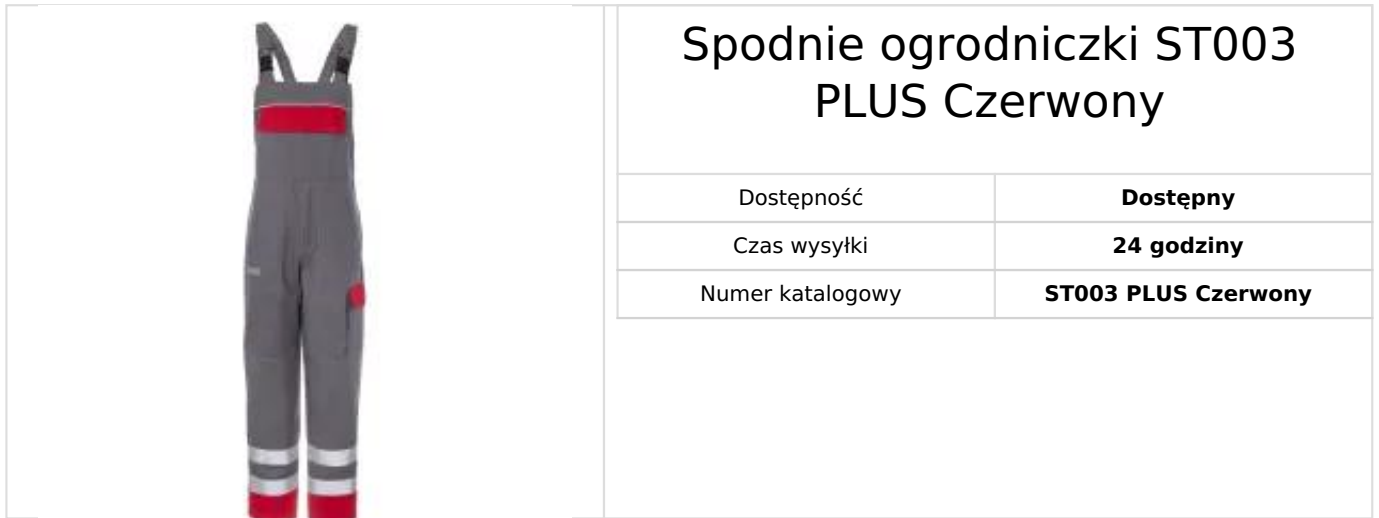 Spodnie ogrodniczki ST003
PLUS Czerwony
Dostępność Dostępny
Czas wysyłki 24 godziny
Numer katalogowy ST003 PLUS Czerwony